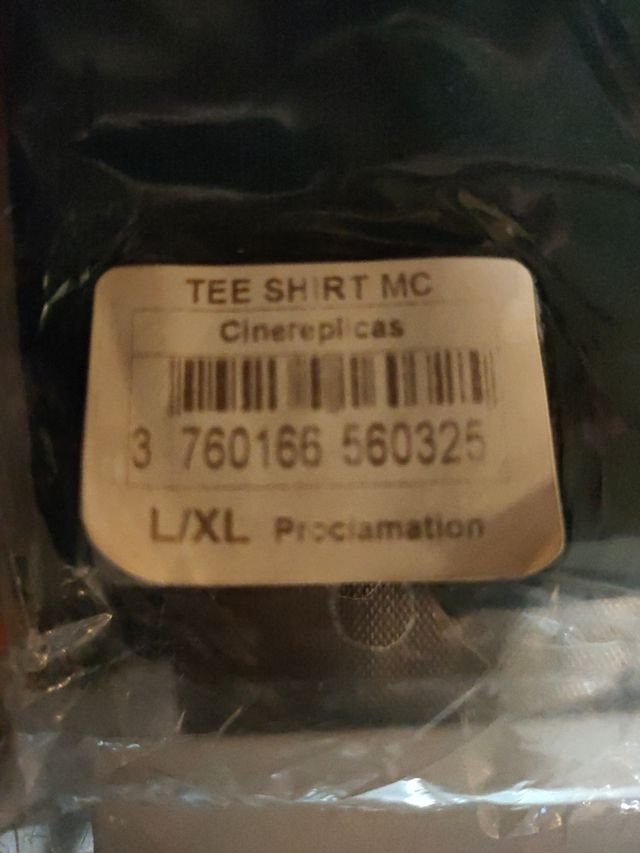 TEE SHIRT MC
Cinereplicas
3 760166 560325
L/XL Proclamation